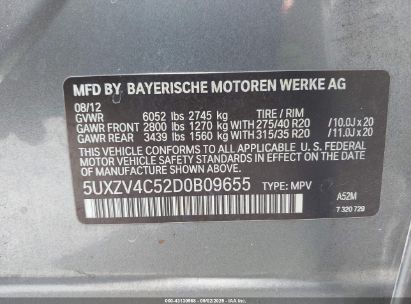 MFD BY BAYERISCHE MOTOREN WERKE AG
08/12
GVWR 6052 lbs 2745 kg TIRE / RIM
GAWR FRONT 2800 lbs 1270 kg WITH 275/40 R20 /10.0J x 20
GAWR REAR 3439 lbs 1560 kg WITH 315/35 R20 /11.0J x 20
THIS VEHICLE CONFORMS TO ALL APPLICABLE U.S. FEDERAL
MOTOR VEHICLE SAFETY STANDARDS IN EFFECT ON THE DATE
OF MANUFACTURE SHOWN ABOVE.
5UXZV4C52D0B09655 TYPE: MPV
A52M
7 320 729